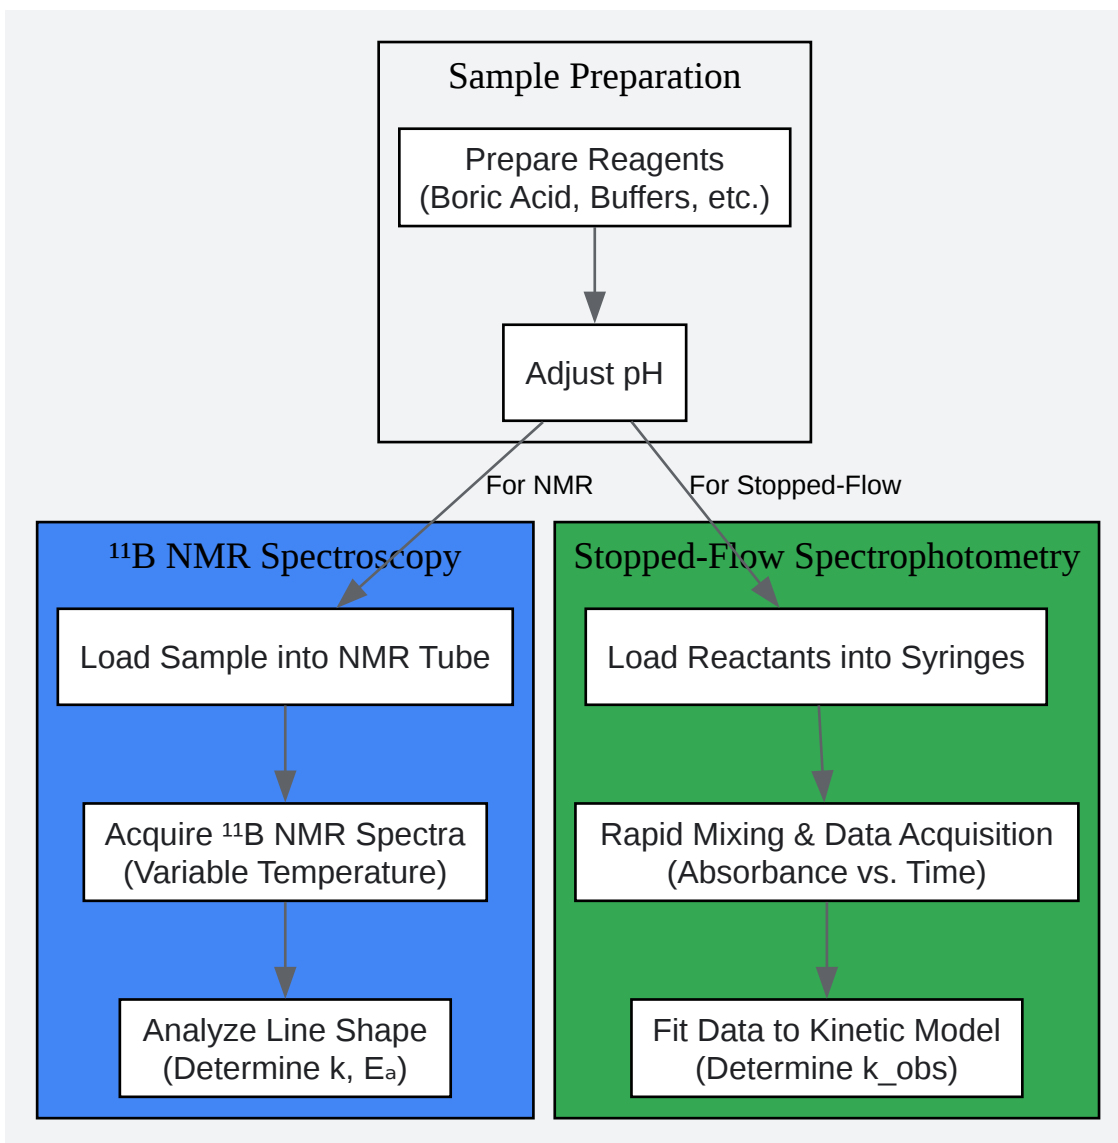 Sample Preparation
Prepare Reagents
(Boric Acid, Buffers, etc.)
Adjust pH
For NMR
For Stopped-Flow
¹¹B NMR Spectroscopy
Load Sample into NMR Tube
Acquire ¹¹B NMR Spectra
(Variable Temperature)
Analyze Line Shape
(Determine k, Eₐ)
Stopped-Flow Spectrophotometry
Load Reactants into Syringes
Rapid Mixing & Data Acquisition
(Absorbance vs. Time)
Fit Data to Kinetic Model
(Determine k_obs)